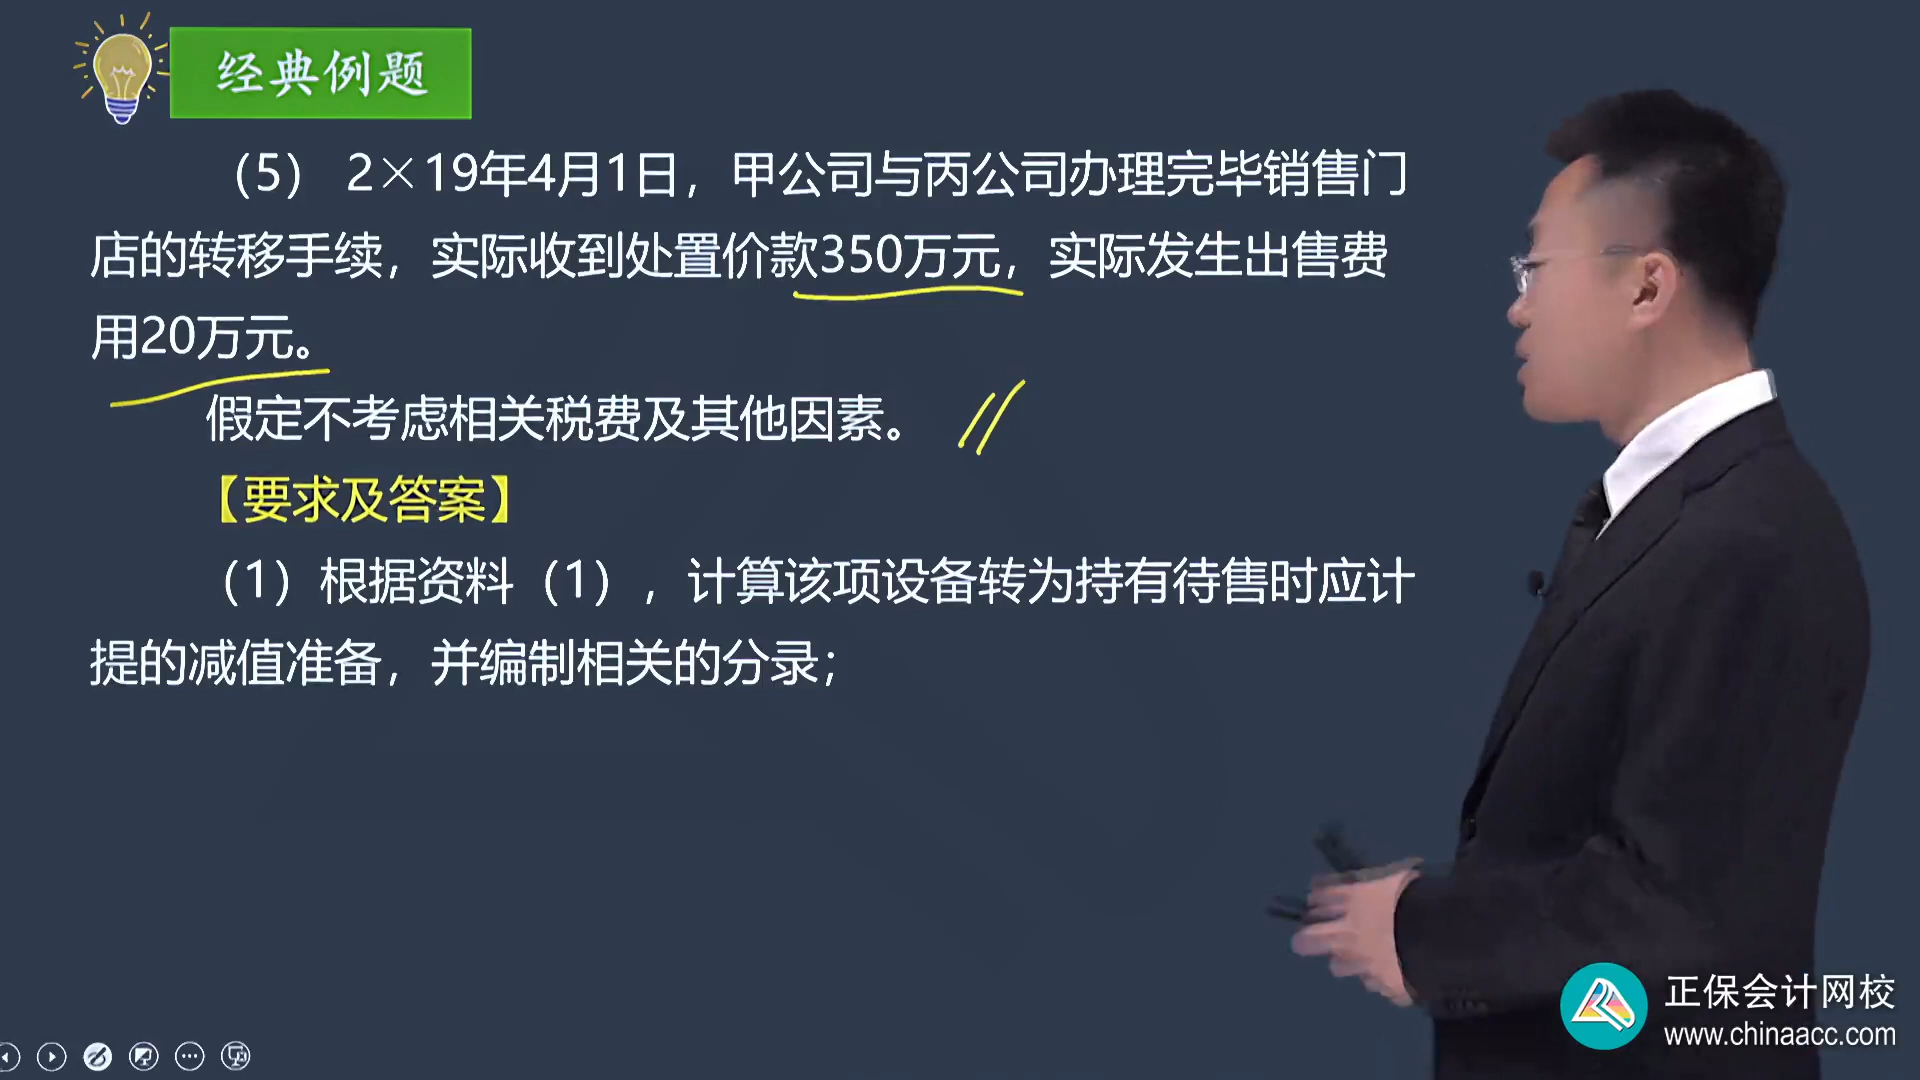 经典例题
（5） 2×19年4月1日，甲公司与丙公司办理完毕销售门
店的转移手续，实际收到处置价款350万元，实际发生出售费
用20万元。
假定不考虑相关税费及其他因素。
【要求及答案】
（1）根据资料（1），计算该项设备转为持有待售时应计
提的减值准备，并编制相关的分录；
正保会计网校
www.chinaacc.com